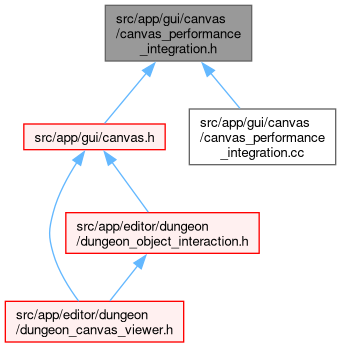 src/app/gui/canvas
/canvas_performance
_integration.h
src/app/gui/canvas.h
src/app/gui/canvas
/canvas_performance
_integration.cc
src/app/editor/dungeon
/dungeon_object_interaction.h
src/app/editor/dungeon
/dungeon_canvas_viewer.h